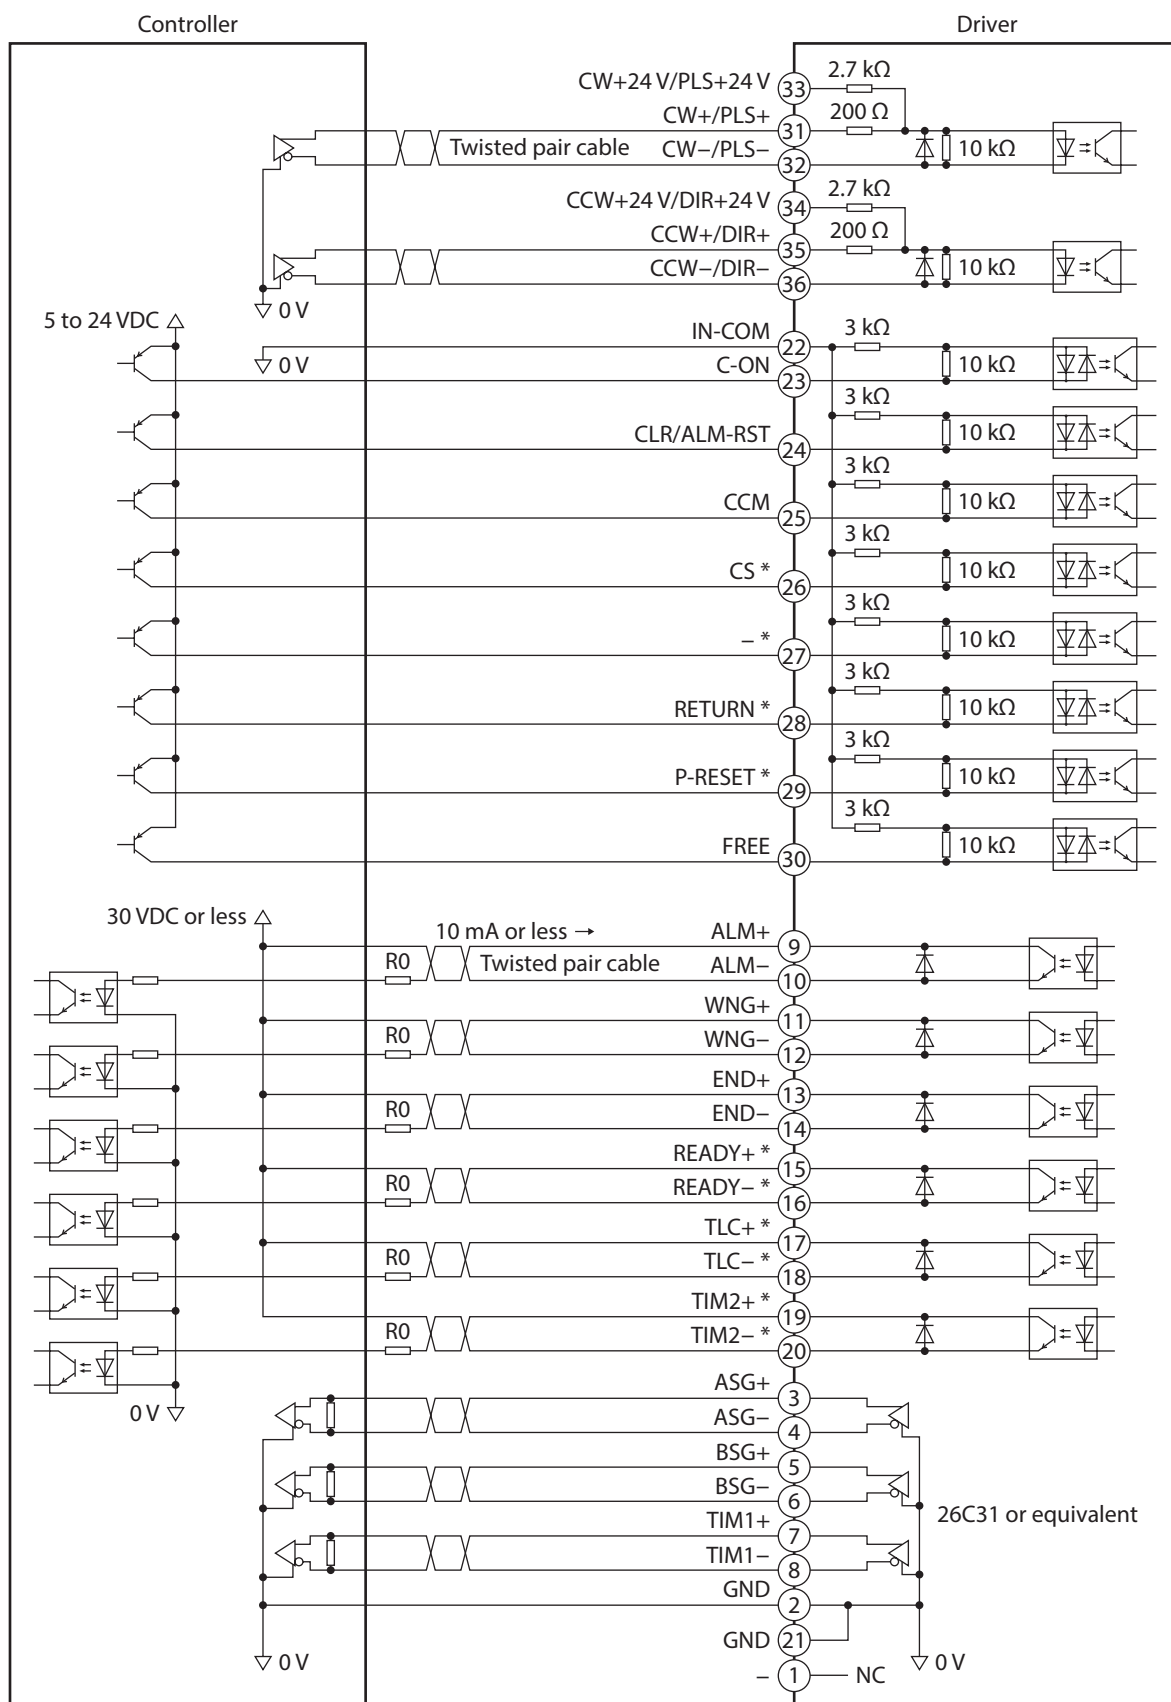 Controller
Driver
CW+24 V/PLS+24 V
33
2.7 kΩ
CW+/PLS+
31
200 Ω
Twisted pair cable
CW−/PLS−
32
10 kΩ
CCW+24 V/DIR+24 V
34
2.7 kΩ
CCW+/DIR+
35
200 Ω
CCW−/DIR−
36
10 kΩ
0 V
5 to 24 VDC
IN-COM
22
3 kΩ
0 V
C-ON
23
10 kΩ
3 kΩ
CLR/ALM-RST
24
10 kΩ
3 kΩ
CCM
25
10 kΩ
3 kΩ
CS *
26
10 kΩ
3 kΩ
− *
27
10 kΩ
3 kΩ
RETURN *
28
10 kΩ
3 kΩ
P-RESET *
29
10 kΩ
3 kΩ
FREE
30
10 kΩ
30 VDC or less
10 mA or less →
ALM+
9
R0
Twisted pair cable
ALM−
10
WNG+
11
R0
WNG−
12
END+
13
R0
END−
14
READY+ *
15
R0
READY− *
16
TLC+ *
17
R0
TLC− *
18
TIM2+ *
19
R0
TIM2− *
20
0 V
ASG+
3
ASG−
4
BSG+
5
BSG−
6
26C31 or equivalent
TIM1+
7
TIM1−
8
GND
2
GND
21
0 V
0 V
−
1
NC